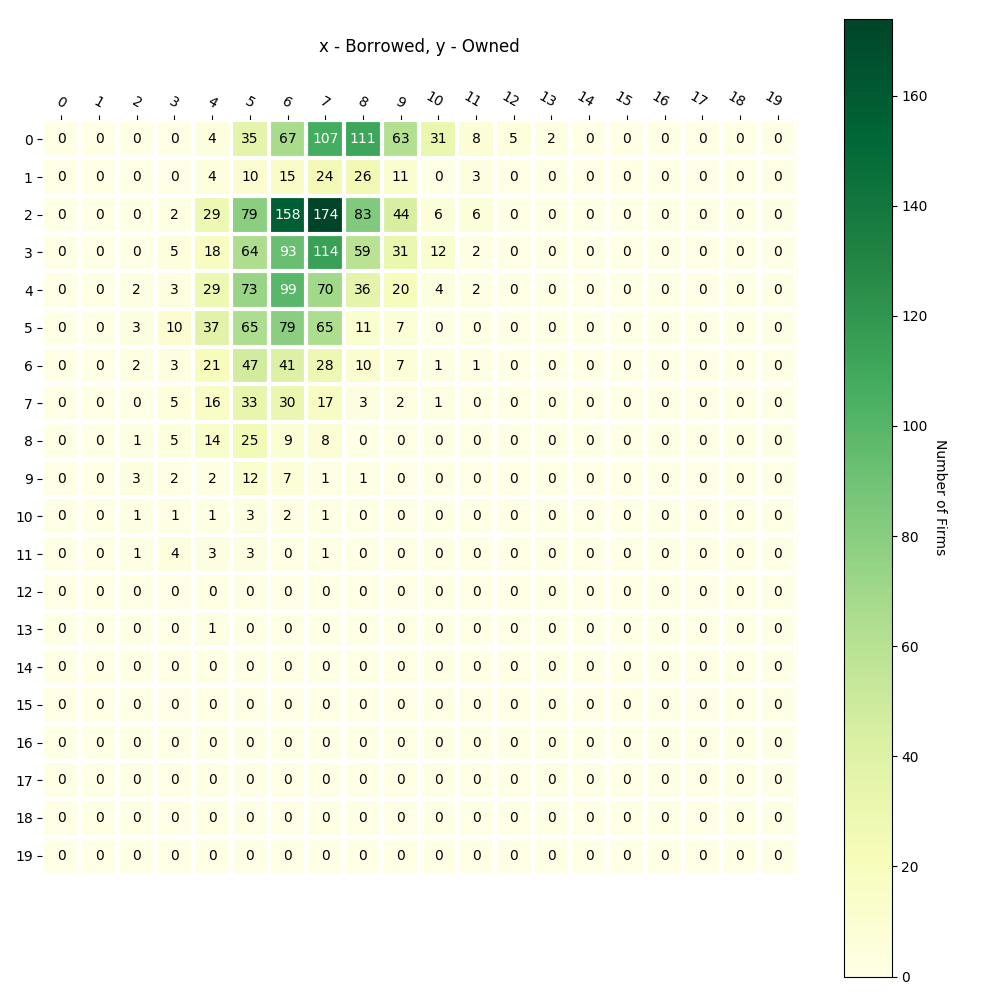 x - Borrowed, y - Owned
0 1 2 3 4 5 6 7 8 9 10 11 12 13 14 15 16 17 18 19
160
0 0 0 0 0 4 35 67 107 111 63 31 8 5 2 0 0 0 0 0 0
1 0 0 0 0 4 10 15 24 26 11 0 3 0 0 0 0 0 0 0 0
140
2 0 0 0 2 29 79 158 174 83 44 6 6 0 0 0 0 0 0 0 0
3 0 0 0 5 18 64 93 114 59 31 12 2 0 0 0 0 0 0 0 0
4 0 0 2 3 29 73 99 70 36 20 4 2 0 0 0 0 0 0 0 0
120
5 0 0 3 10 37 65 79 65 11 7 0 0 0 0 0 0 0 0 0 0
6 0 0 2 3 21 47 41 28 10 7 1 1 0 0 0 0 0 0 0 0
7 0 0 0 5 16 33 30 17 3 2 1 0 0 0 0 0 0 0 0 0
100
8 0 0 1 5 14 25 9 8 0 0 0 0 0 0 0 0 0 0 0 0
9 0 0 3 2 2 12 7 1 1 0 0 0 0 0 0 0 0 0 0 0
Number of Firms
10 0 0 1 1 1 3 2 1 0 0 0 0 0 0 0 0 0 0 0 0
80
11 0 0 1 4 3 3 0 1 0 0 0 0 0 0 0 0 0 0 0 0
12 0 0 0 0 0 0 0 0 0 0 0 0 0 0 0 0 0 0 0 0
13 0 0 0 0 1 0 0 0 0 0 0 0 0 0 0 0 0 0 0 0
60
14 0 0 0 0 0 0 0 0 0 0 0 0 0 0 0 0 0 0 0 0
15 0 0 0 0 0 0 0 0 0 0 0 0 0 0 0 0 0 0 0 0
16 0 0 0 0 0 0 0 0 0 0 0 0 0 0 0 0 0 0 0 0
40
17 0 0 0 0 0 0 0 0 0 0 0 0 0 0 0 0 0 0 0 0
18 0 0 0 0 0 0 0 0 0 0 0 0 0 0 0 0 0 0 0 0
19 0 0 0 0 0 0 0 0 0 0 0 0 0 0 0 0 0 0 0 0
20
0